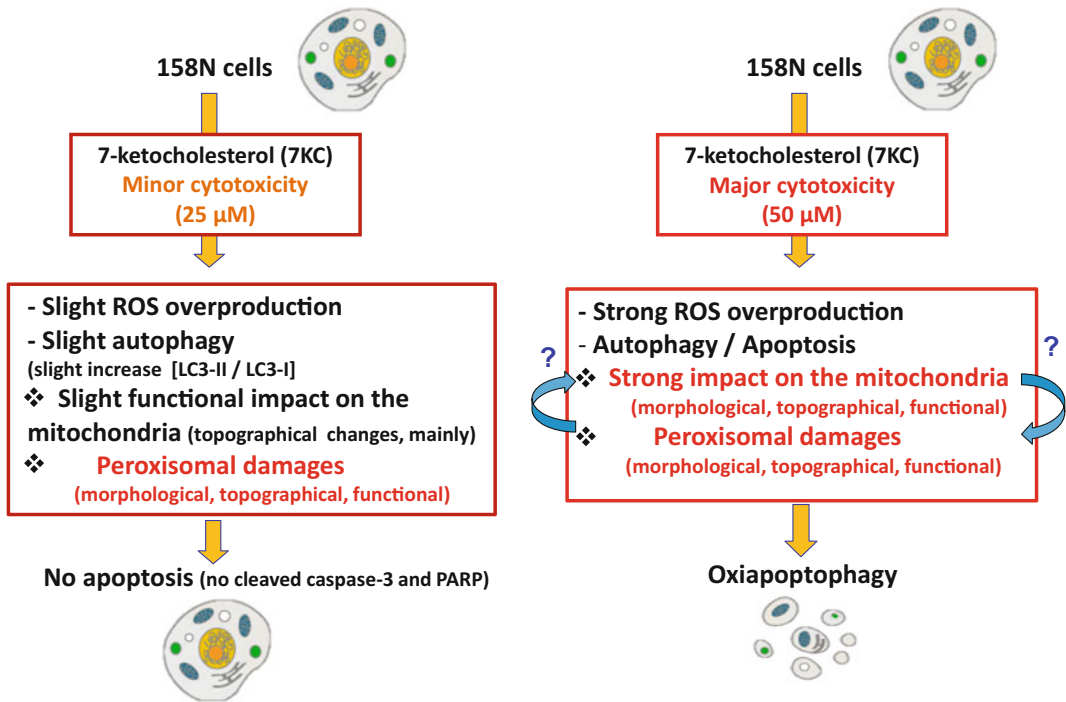 158N cells
7-ketocholesterol (7KC)
Minor cytotoxicity
(25 µM)
- Slight ROS overproduction
- Slight autophagy
(slight increase [LC3-II / LC3-I]
❖ Slight functional impact on the
mitochondria (topographical changes, mainly)
❖ Peroxisomal damages
(morphological, topographical, functional)
No apoptosis (no cleaved caspase-3 and PARP)
158N cells
7-ketocholesterol (7KC)
Major cytotoxicity
(50 µM)
- Strong ROS overproduction
- Autophagy / Apoptosis
? ?
❖ Strong impact on the mitochondria
(morphological, topographical, functional)
❖ Peroxisomal damages
(morphological, topographical, functional)
Oxiapoptophagy